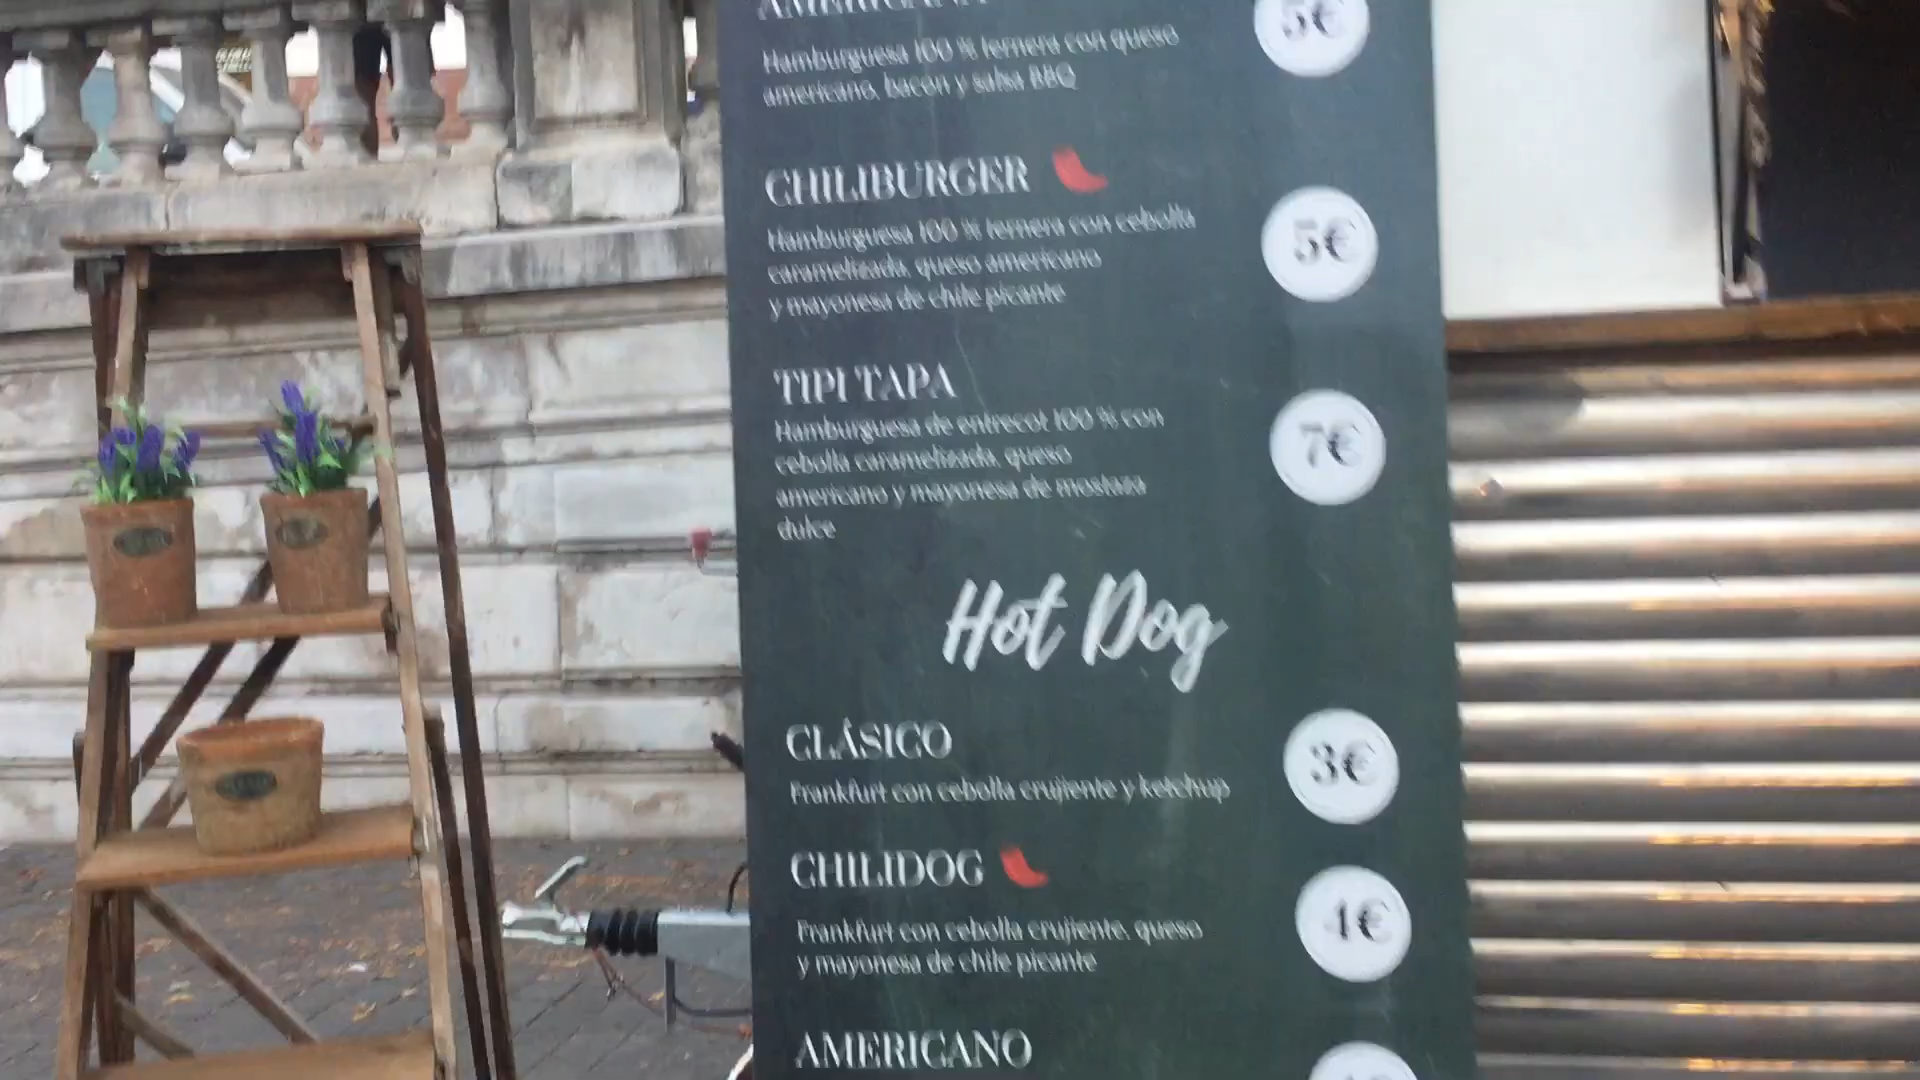 AMERICANA
5€
Hamburguesa 100 % ternera con queso
americano, bacon y salsa BBQ
CHILIBURGER
5€
Hamburguesa 100 % ternera con cebolla
caramelizada, queso americano
y mayonesa de chile picante
TIPI TAPA
7€
Hamburguesa de entrecot 100 % con
cebolla caramelizada, queso
americano y mayonesa de mostaza
dulce
Hot Dog
CLÁSICO
3€
Frankfurt con cebolla crujiente y ketchup
CHILIDOG
4€
Frankfurt con cebolla crujiente, queso
y mayonesa de chile picante
AMERICANO